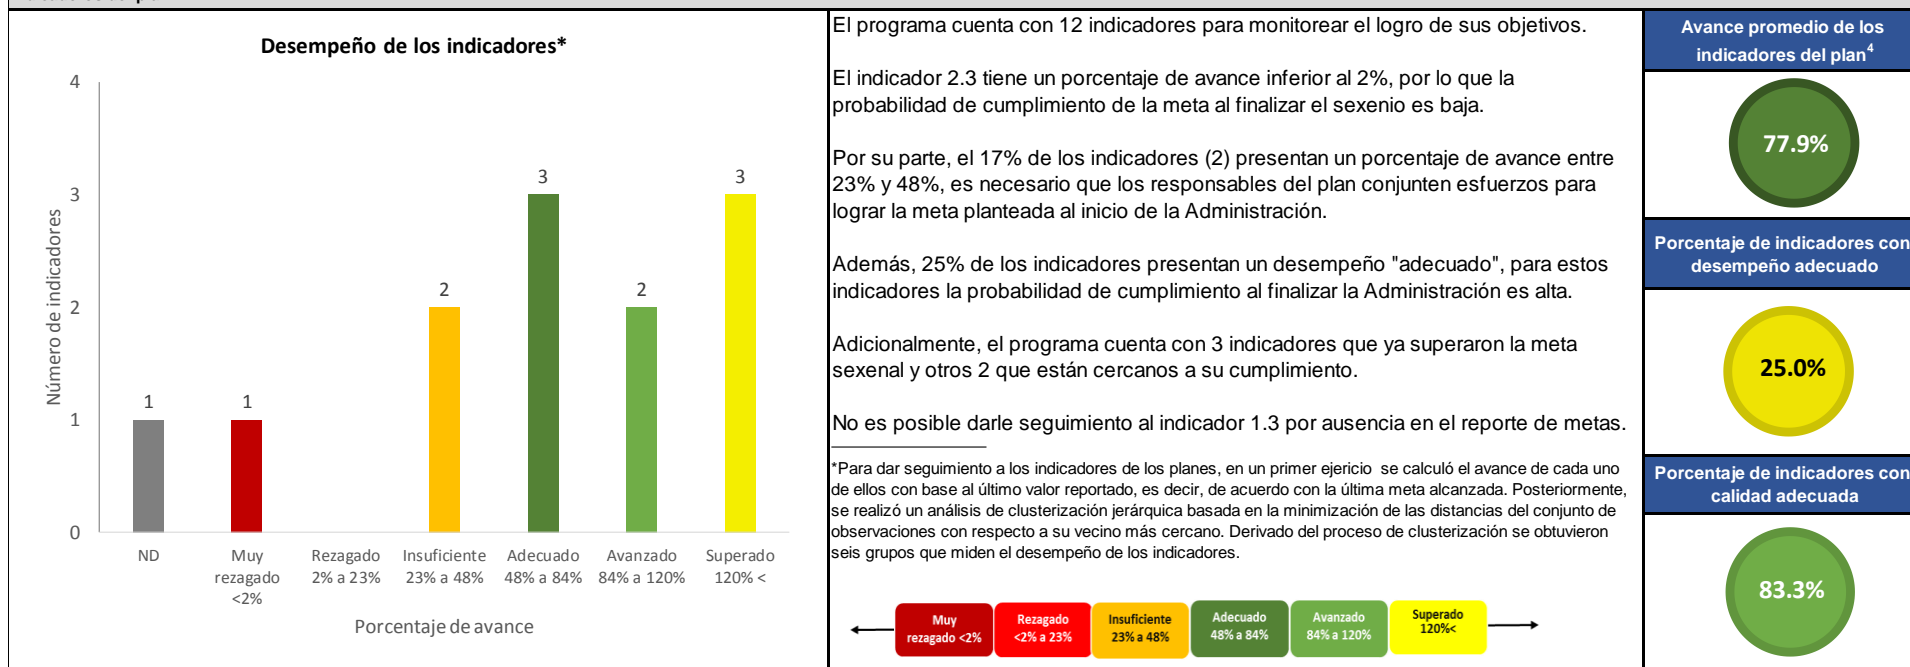 Desempeño de los indicadores*
4
3
2
1
0
Número de indicadores
1
1
2
3
2
3
ND
Muy
rezagado
<2%
Rezagado
2% a 23%
Insuficiente
23% a 48%
Adecuado
48% a 84%
Avanzado
84% a 120%
Superado
120% <
Porcentaje de avance
El programa cuenta con 12 indicadores para monitorear el logro de sus objetivos.
El indicador 2.3 tiene un porcentaje de avance inferior al 2%, por lo que la
probabilidad de cumplimiento de la meta al finalizar el sexenio es baja.
Por su parte, el 17% de los indicadores (2) presentan un porcentaje de avance entre
23% y 48%, es necesario que los responsables del plan conjunten esfuerzos para
lograr la meta planteada al inicio de la Administración.
Además, 25% de los indicadores presentan un desempeño "adecuado", para estos
indicadores la probabilidad de cumplimiento al finalizar la Administración es alta.
Adicionalmente, el programa cuenta con 3 indicadores que ya superaron la meta
sexenal y otros 2 que están cercanos a su cumplimiento.
No es posible darle seguimiento al indicador 1.3 por ausencia en el reporte de metas.
*Para dar seguimiento a los indicadores de los planes, en un primer ejericio se calculó el avance de cada uno
de ellos con base al último valor reportado, es decir, de acuerdo con la última meta alcanzada. Posteriormente,
se realizó un análisis de clusterización jerárquica basada en la minimización de las distancias del conjunto de
observaciones con respecto a su vecino más cercano. Derivado del proceso de clusterización se obtuvieron
seis grupos que miden el desempeño de los indicadores.
Muy
rezagado <2%
Rezagado
<2% a 23%
Insuficiente
23% a 48%
Adecuado
48% a 84%
Avanzado
84% a 120%
Superado
120%<
Avance promedio de los
indicadores del plan4
77.9%
Porcentaje de indicadores con
desempeño adecuado
25.0%
Porcentaje de indicadores con
calidad adecuada
83.3%